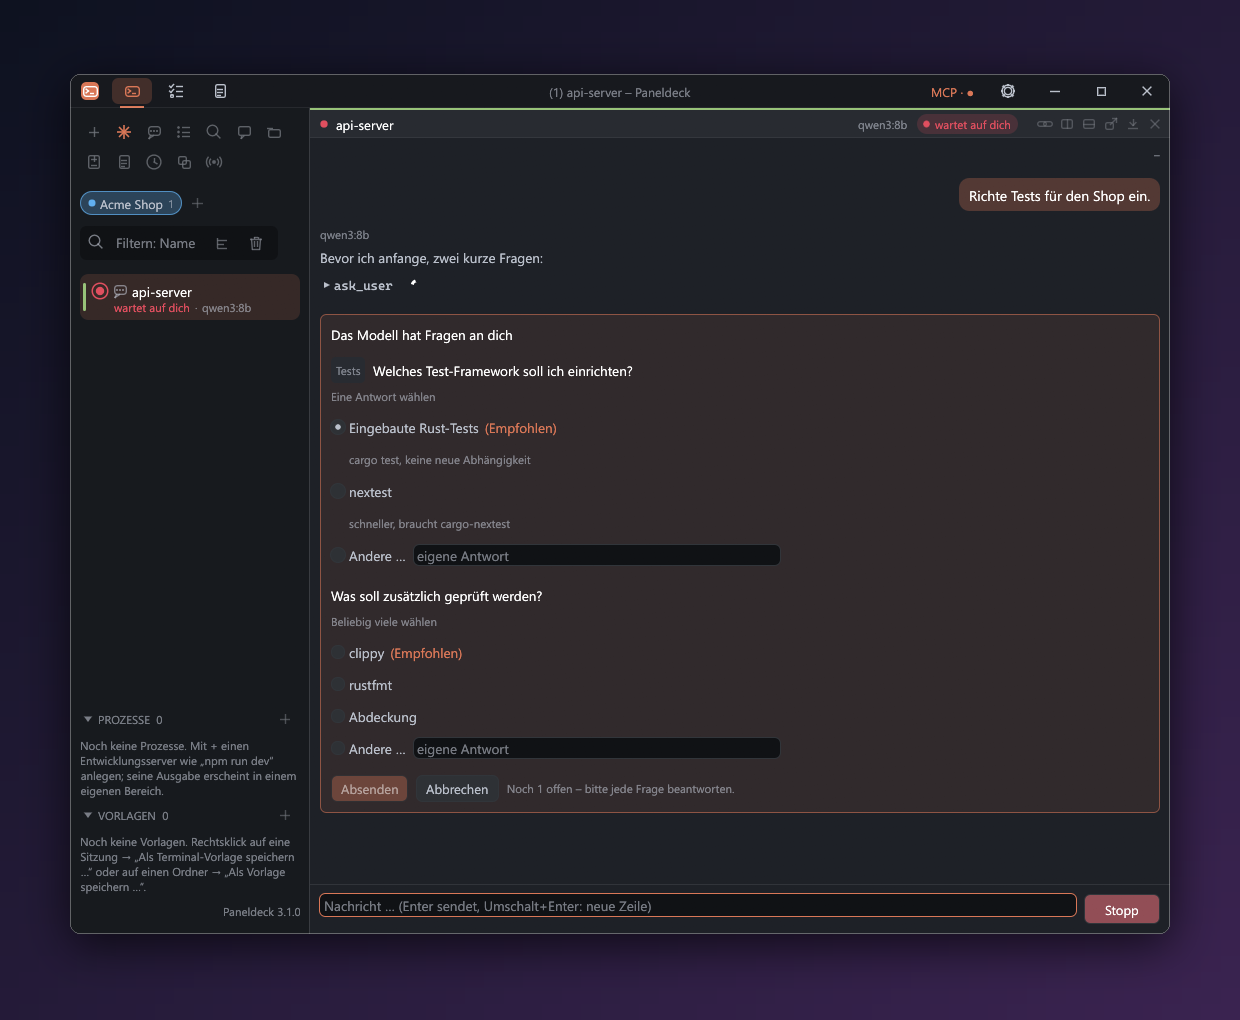 (1) api-server – Paneldeck
MCP ·
api-server
qwen3:8b
wartet auf dich
Acme Shop 1
Filtern: Name
api-server
wartet auf dich · qwen3:8b
Richte Tests für den Shop ein.
qwen3:8b
Bevor ich anfange, zwei kurze Fragen:
ask_user
Das Modell hat Fragen an dich
Tests Welches Test-Framework soll ich einrichten?
Eine Antwort wählen
Eingebaute Rust-Tests (Empfohlen)
cargo test, keine neue Abhängigkeit
nextest
schneller, braucht cargo-nextest
Andere ... eigene Antwort
Was soll zusätzlich geprüft werden?
Beliebig viele wählen
clippy (Empfohlen)
rustfmt
Abdeckung
Andere ... eigene Antwort
Absenden Abbrechen Noch 1 offen – bitte jede Frage beantworten.
PROZESSE 0
Noch keine Prozesse. Mit + einen
Entwicklungsserver wie „npm run dev“
anlegen; seine Ausgabe erscheint in einem
eigenen Bereich.
VORLAGEN 0
Noch keine Vorlagen. Rechtsklick auf eine
Sitzung → „Als Terminal-Vorlage speichern
...“ oder auf einen Ordner → „Als Vorlage
speichern ...“.
Paneldeck 3.1.0
Nachricht ... (Enter sendet, Umschalt+Enter: neue Zeile)
Stopp